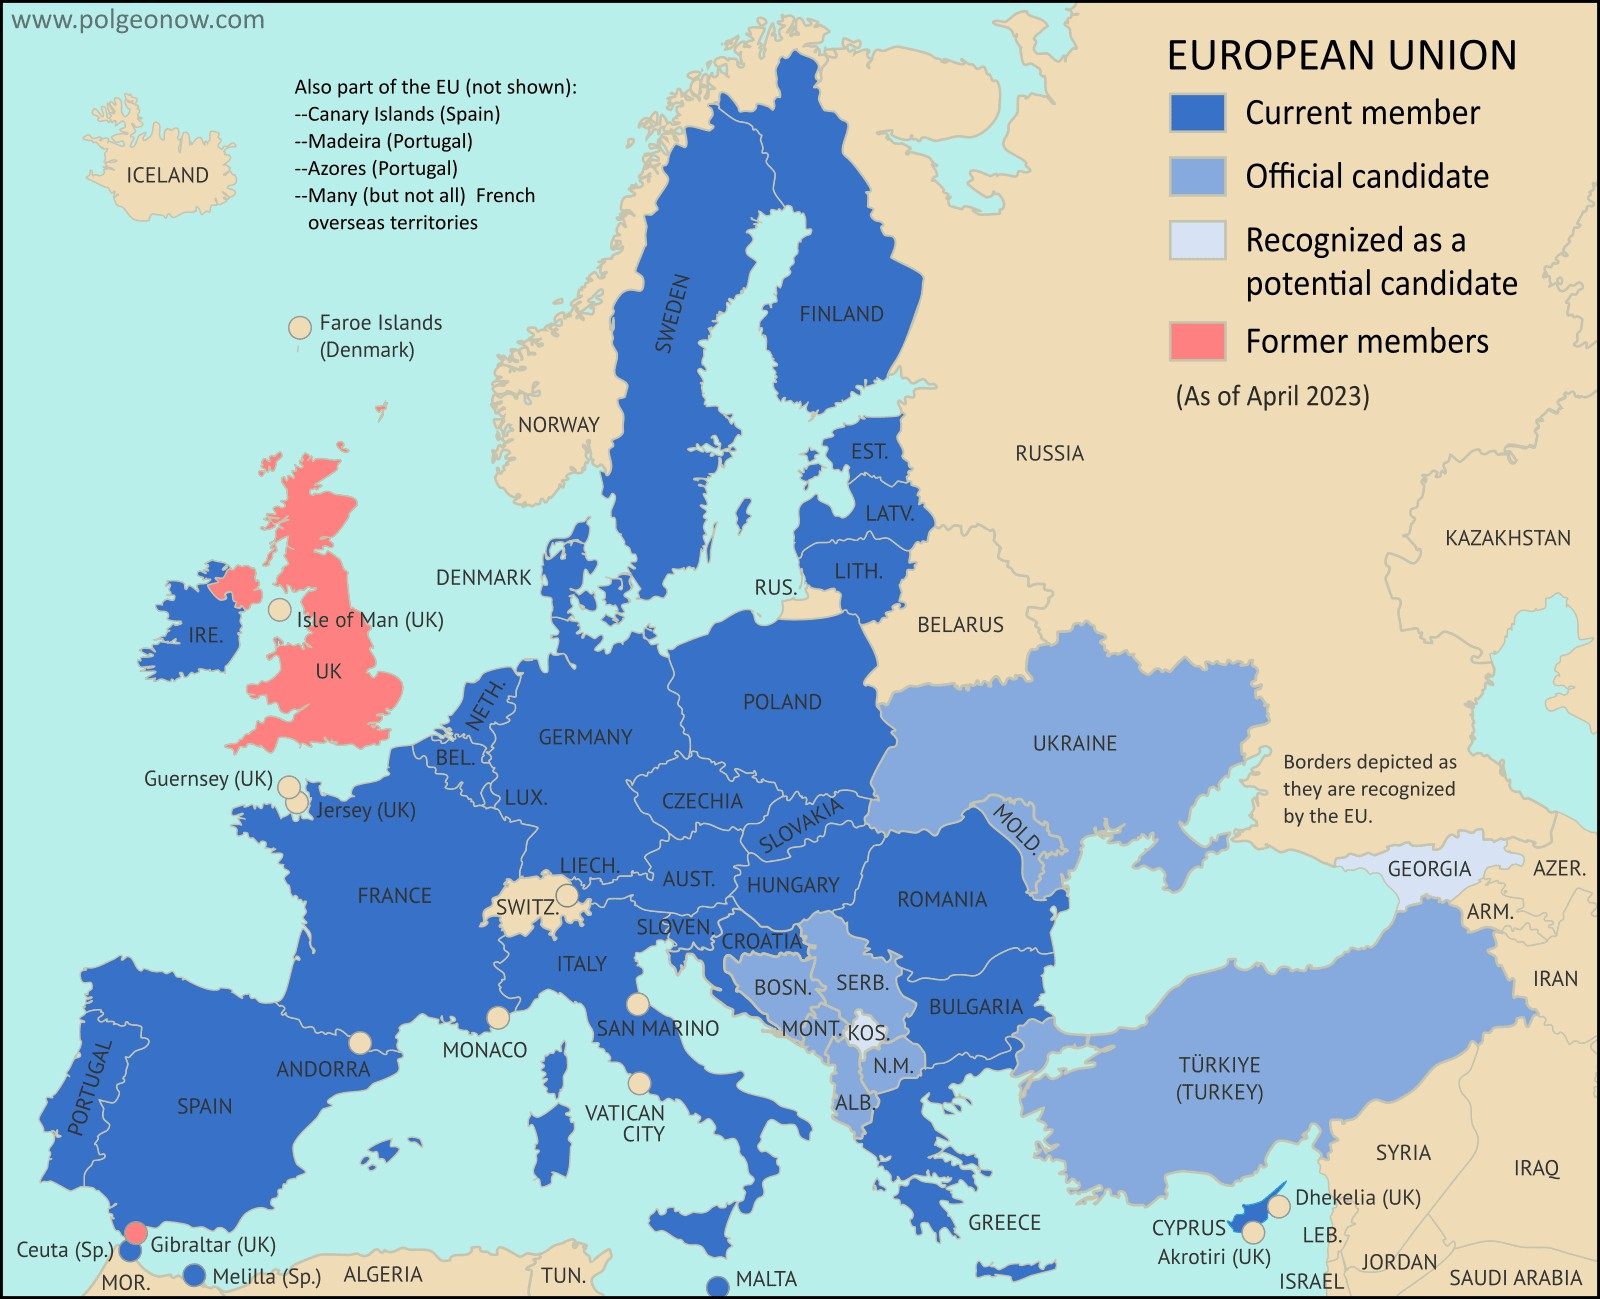 www.polgeonow.com
EUROPEAN UNION
Current member
Official candidate
Recognized as a
potential candidate
Former members
(As of April 2023)
Also part of the EU (not shown):
--Canary Islands (Spain)
--Madeira (Portugal)
--Azores (Portugal)
--Many (but not all)  French
overseas territories
ICELAND
Faroe Islands
(Denmark)
SWEDEN
FINLAND
NORWAY
RUSSIA
EST.
LATV.
LITH.
KAZAKHSTAN
DENMARK
RUS.
BELARUS
IRE.
Isle of Man (UK)
UK
NETH.
POLAND
GERMANY
UKRAINE
BEL.
Guernsey (UK)
Jersey (UK)
LUX.
CZECHIA
SLOVAKIA
MOLD.
Borders depicted as
they are recognized
by the EU.
LIECH.
AUST.
HUNGARY
FRANCE
SWITZ.
ROMANIA
GEORGIA
AZER.
ARM.
SLOVEN.
CROATIA
ITALY
BOSN.
SERB.
IRAN
BULGARIA
SAN MARINO
MONT.
KOS.
MONACO
ANDORRA
N.M.
TÜRKIYE
(TURKEY)
PORTUGAL
SPAIN
VATICAN
CITY
ALB.
SYRIA
IRAQ
Dhekelia (UK)
CYPRUS
Akrotiri (UK)
LEB.
GREECE
Ceuta (Sp.)
Gibraltar (UK)
Melilla (Sp.)
MOR.
ALGERIA
TUN.
MALTA
JORDAN
ISRAEL
SAUDI ARABIA